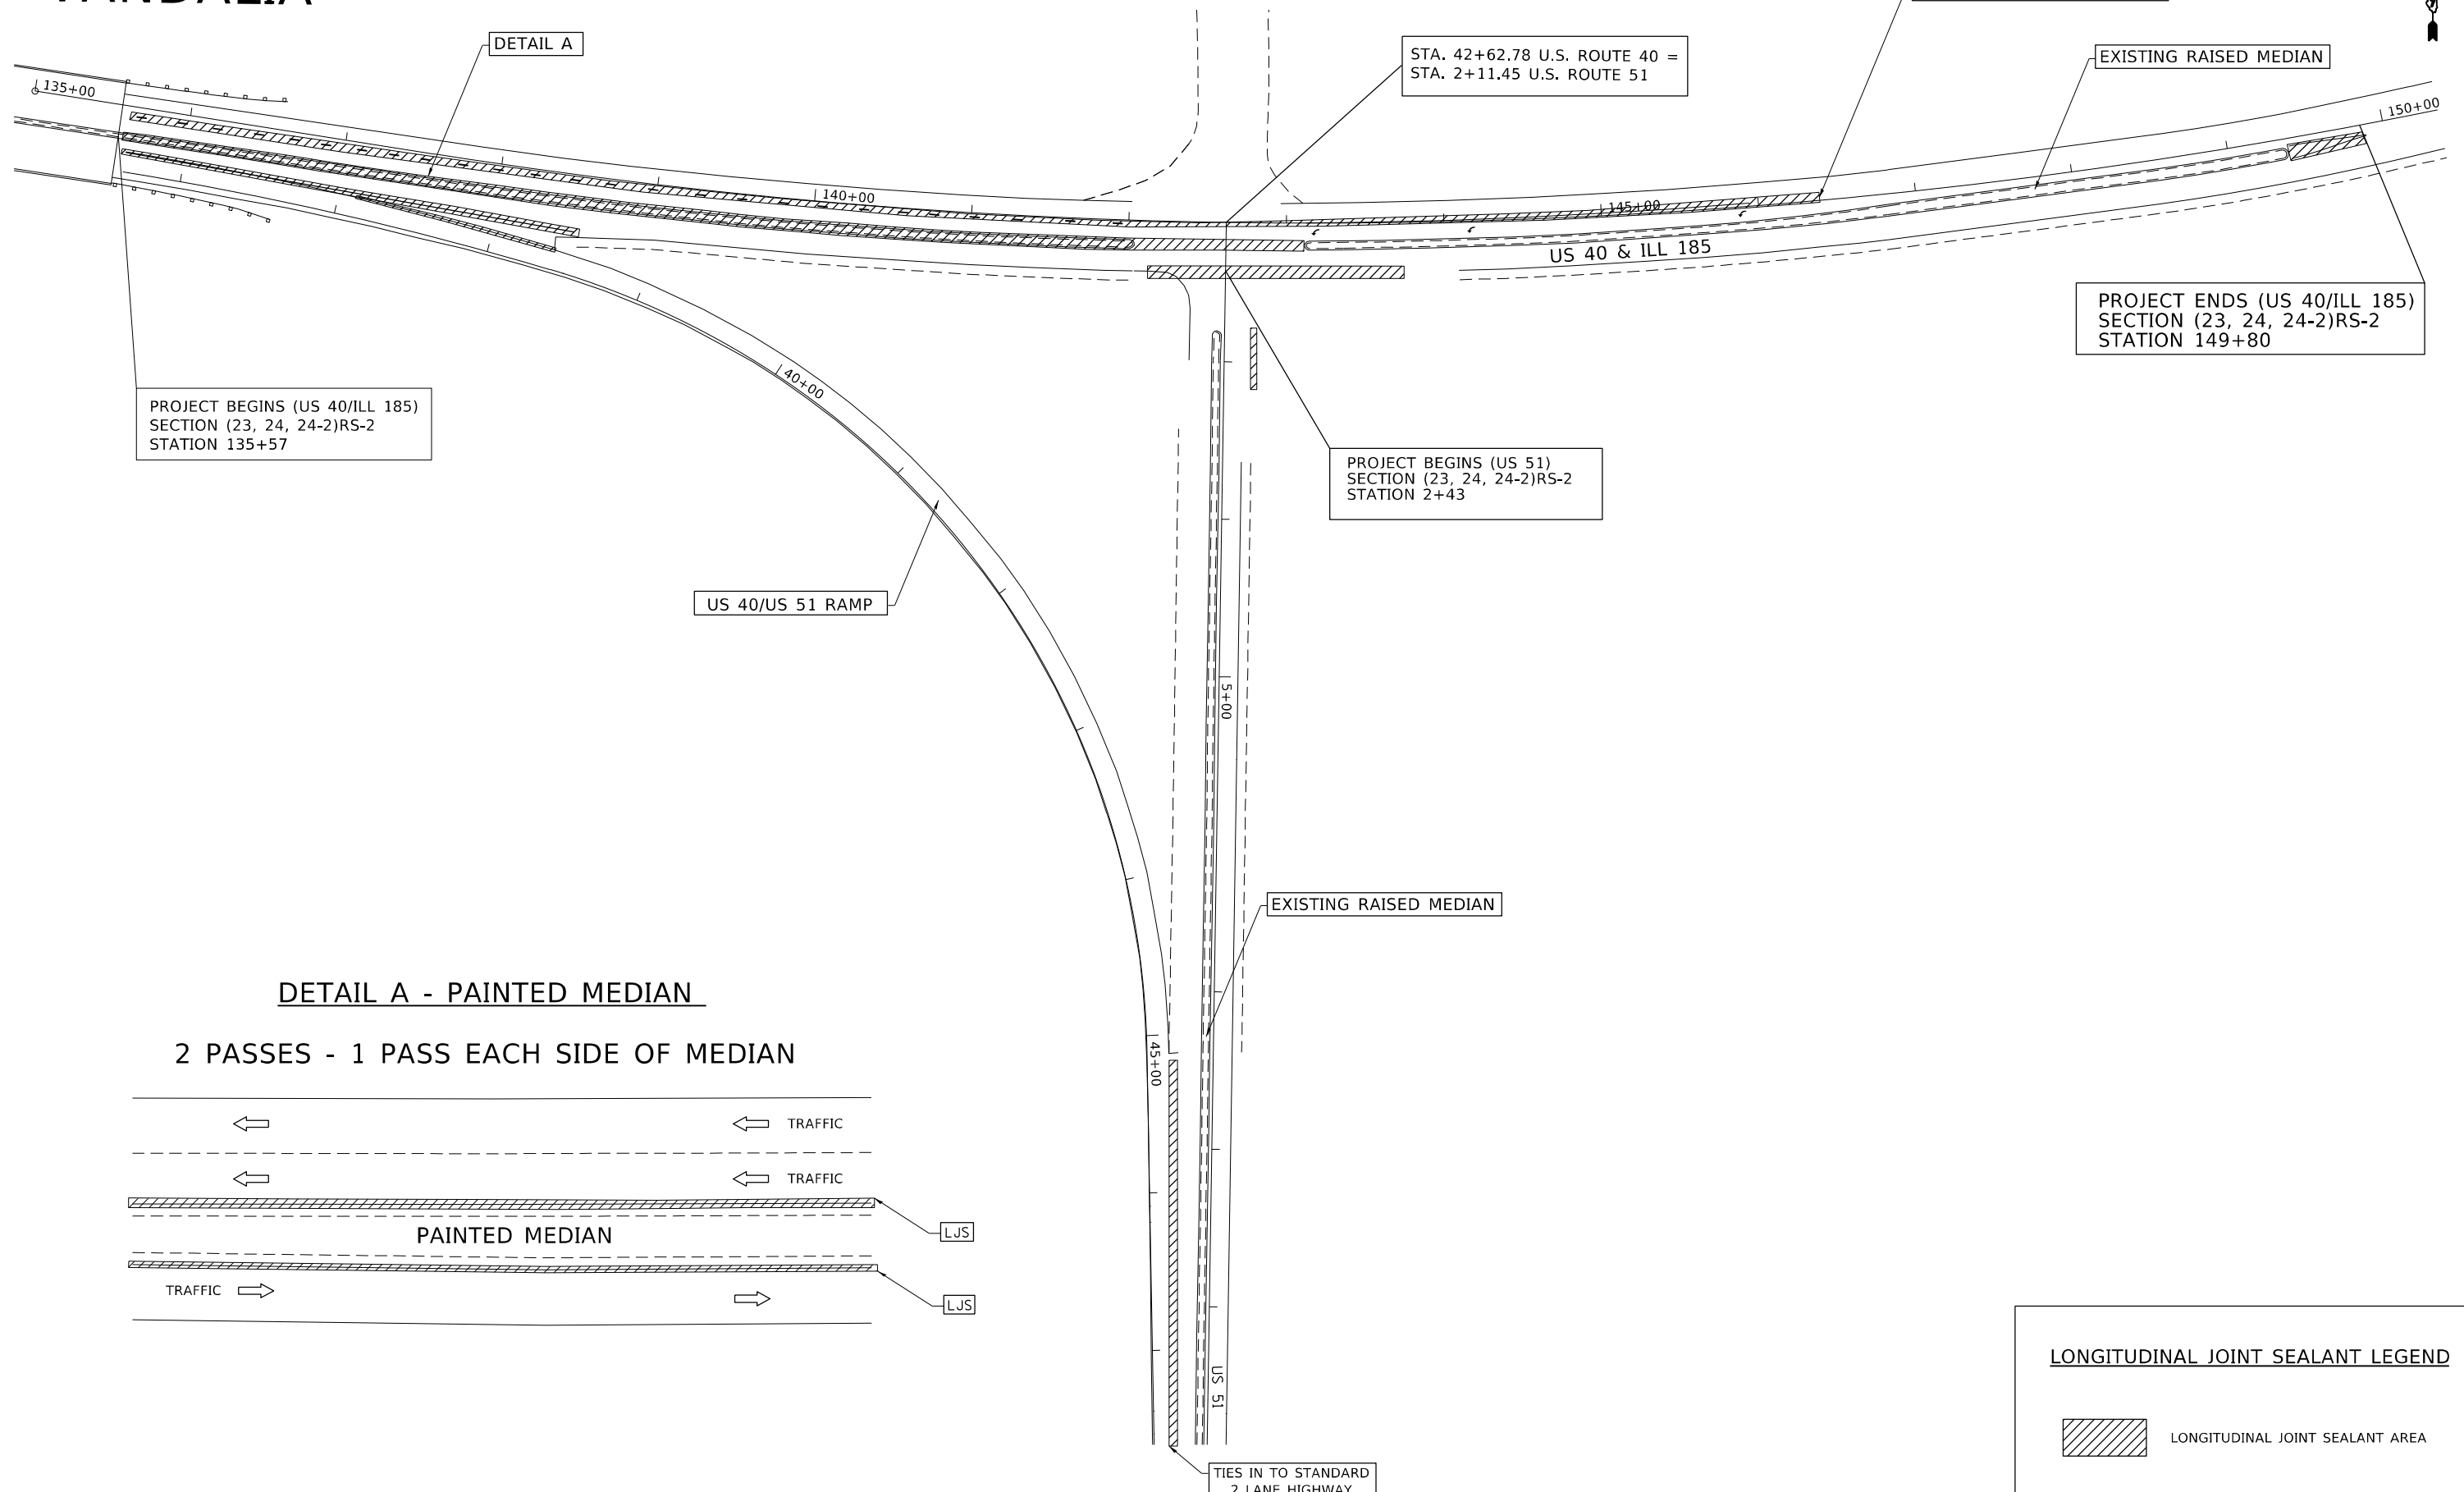 VANDALIA
DETAIL A
135+00
STA. 42+62.78 U.S. ROUTE 40 =
STA. 2+11.45 U.S. ROUTE 51
EXISTING RAISED MEDIAN
150+00
140+00
145+00
US 40 & ILL 185
PROJECT ENDS (US 40/ILL 185)
SECTION (23, 24, 24-2)RS-2
STATION 149+80
40+00
PROJECT BEGINS (US 40/ILL 185)
SECTION (23, 24, 24-2)RS-2
STATION 135+57
PROJECT BEGINS (US 51)
SECTION (23, 24, 24-2)RS-2
STATION 2+43
US 40/US 51 RAMP
5+00
EXISTING RAISED MEDIAN
45+00
US 51
TIES IN TO STANDARD
2 LANE HIGHWAY
DETAIL A - PAINTED MEDIAN
2 PASSES - 1 PASS EACH SIDE OF MEDIAN
TRAFFIC
TRAFFIC
LJS
PAINTED MEDIAN
TRAFFIC
LJS
LONGITUDINAL JOINT SEALANT LEGEND
LONGITUDINAL JOINT SEALANT AREA